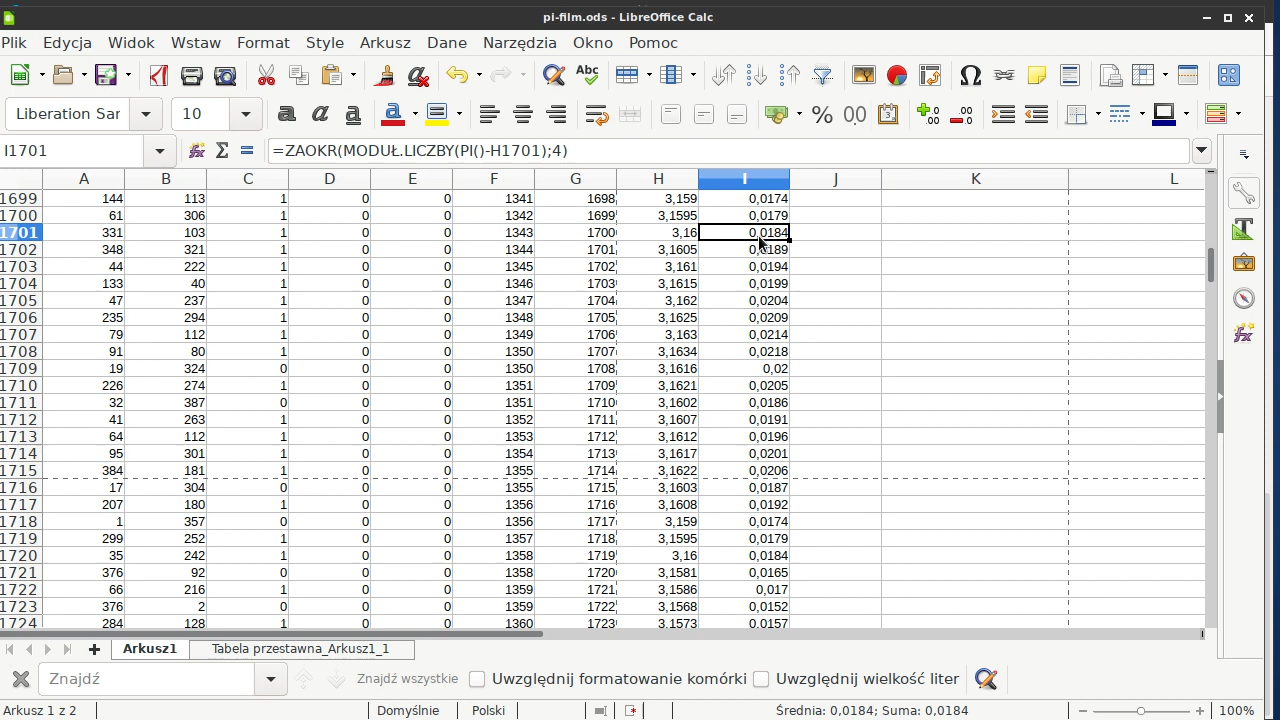 pi-film.ods - LibreOffice Calc
Plik Edycja Widok Wstaw Format Style Arkusz Dane Narzędzia Okno Pomoc
Liberation Sar 10
I1701 =ZAOKR(MODUŁ.LICZBY(PI()-H1701);4)
A B C D E F G H I J K L
1699 144 113 1 0 0 1341 1698 3,159 0,0174
1700 61 306 1 0 0 1342 1699 3,1595 0,0179
1701 331 103 1 0 0 1343 1700 3,16 0,0184
1702 348 321 1 0 0 1344 1701 3,1605 0,0189
1703 44 222 1 0 0 1345 1702 3,161 0,0194
1704 133 40 1 0 0 1346 1703 3,1615 0,0199
1705 47 237 1 0 0 1347 1704 3,162 0,0204
1706 235 294 1 0 0 1348 1705 3,1625 0,0209
1707 79 112 1 0 0 1349 1706 3,163 0,0214
1708 91 80 1 0 0 1350 1707 3,1634 0,0218
1709 19 324 0 0 0 1350 1708 3,1616 0,02
1710 226 274 1 0 0 1351 1709 3,1621 0,0205
1711 32 387 0 0 0 1351 1710 3,1602 0,0186
1712 41 263 1 0 0 1352 1711 3,1607 0,0191
1713 64 112 1 0 0 1353 1712 3,1612 0,0196
1714 95 301 1 0 0 1354 1713 3,1617 0,0201
1715 384 181 1 0 0 1355 1714 3,1622 0,0206
1716 17 304 0 0 0 1355 1715 3,1603 0,0187
1717 207 180 1 0 0 1356 1716 3,1608 0,0192
1718 1 357 0 0 0 1356 1717 3,159 0,0174
1719 299 252 1 0 0 1357 1718 3,1595 0,0179
1720 35 242 1 0 0 1358 1719 3,16 0,0184
1721 376 92 0 0 0 1358 1720 3,1581 0,0165
1722 66 216 1 0 0 1359 1721 3,1586 0,017
1723 376 2 0 0 0 1359 1722 3,1568 0,0152
1724 284 128 1 0 0 1360 1723 3,1573 0,0157
Arkusz1 Tabela przestawna_Arkusz1_1
Znajdź Znajdź wszystkie Uwzględnij formatowanie komórki Uwzględnij wielkość liter
Arkusz 1 z 2 Domyślnie Polski Średnia: 0,0184; Suma: 0,0184 100%